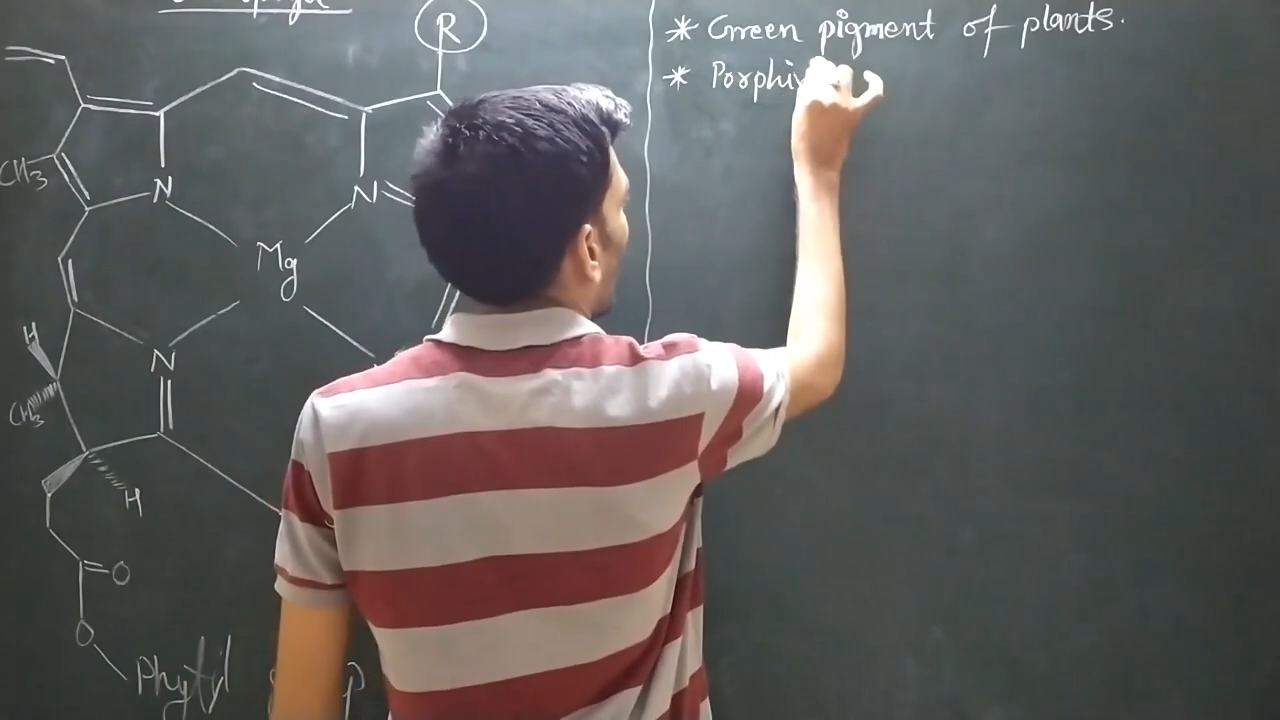 R
* Green pigment of plants.
* Porphi
CH3
N
N
Mg
H
N
CH3
H
O
O
Phytyl